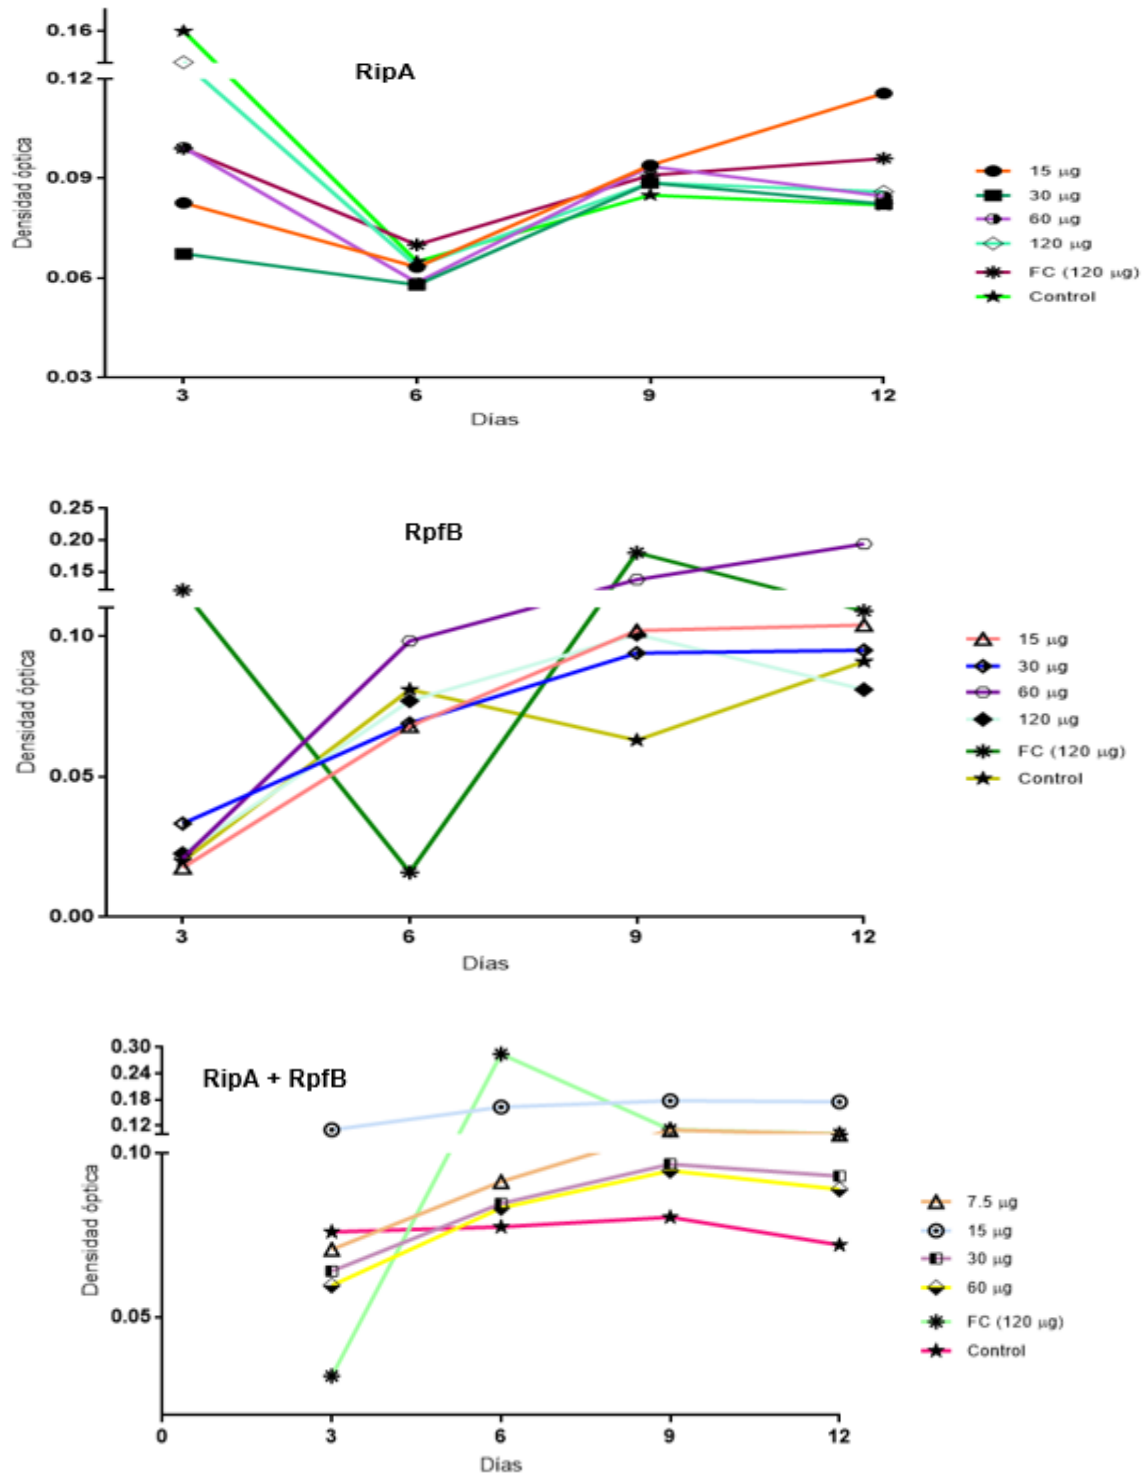 RipA
0.16
0.12
0.09
0.06
0.03
Densidad óptica
3 6 9 12
Días
15 µg
30 µg
60 µg
120 µg
FC (120 µg)
Control
RpfB
0.25
0.20
0.15
0.10
0.05
0.00
Densidad óptica
3 6 9 12
Días
15 µg
30 µg
60 µg
120 µg
FC (120 µg)
Control
RipA + RpfB
0.30
0.24
0.18
0.12
0.10
0.05
Densidad óptica
0 3 6 9 12
Días
7.5 µg
15 µg
30 µg
60 µg
FC (120 µg)
Control